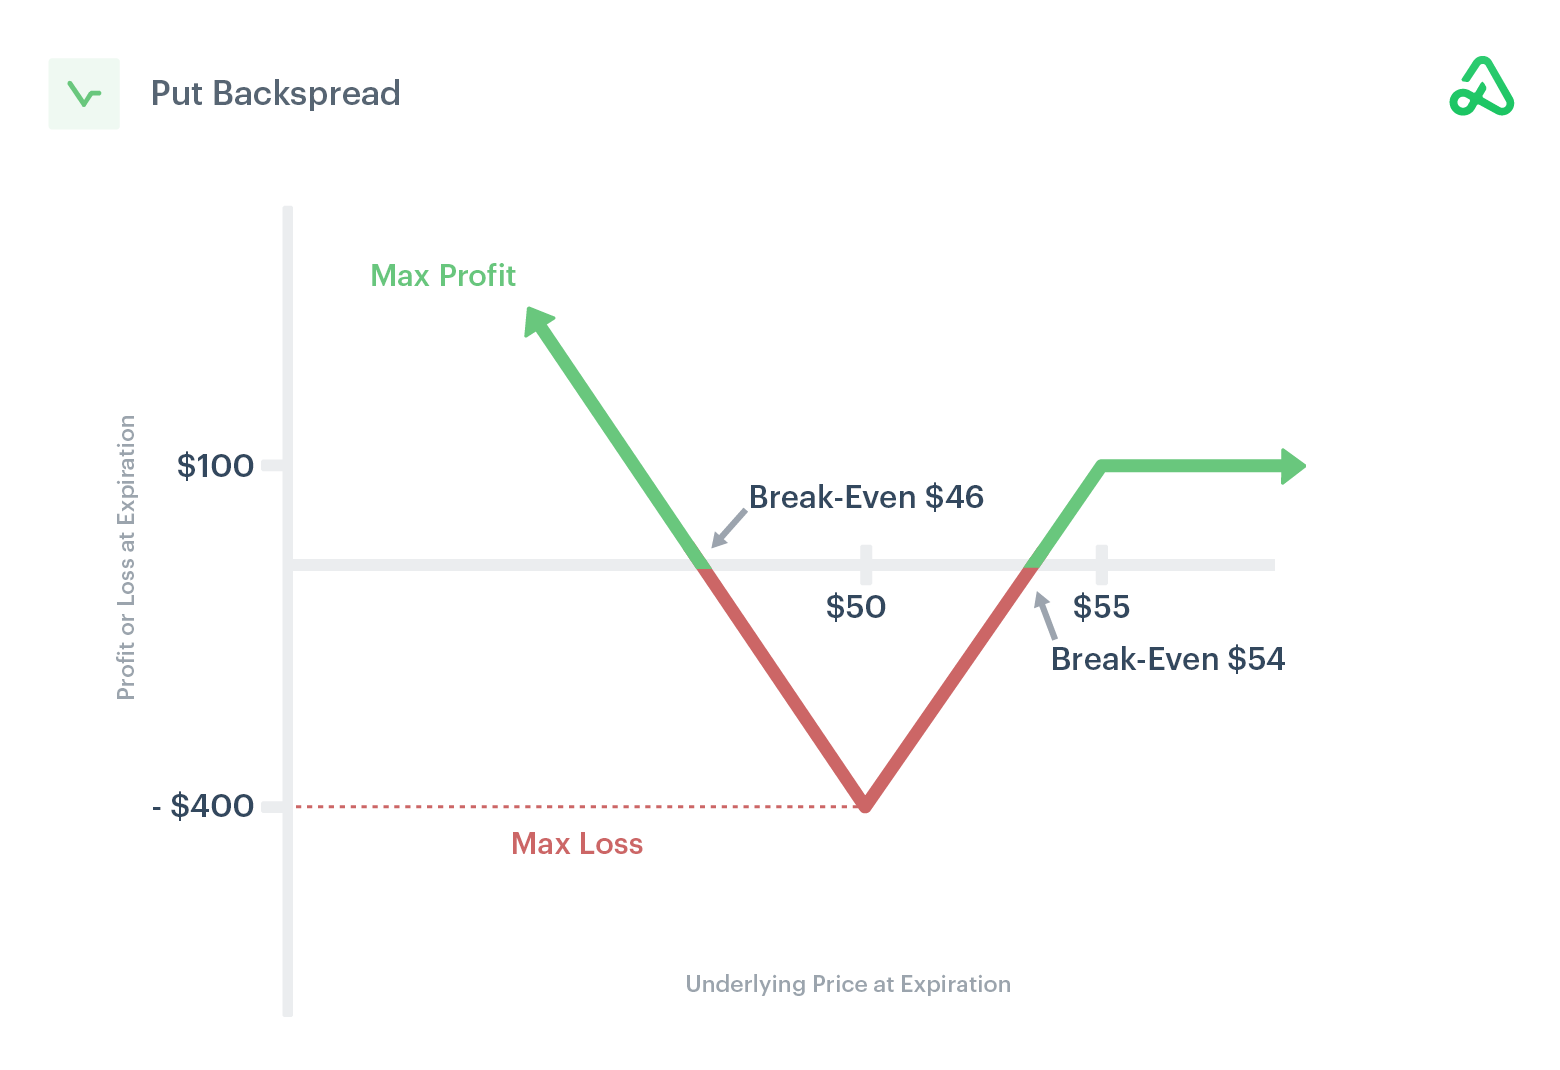 Put Backspread
Max Profit
$100
Break-Even $46
$50
$55
Break-Even $54
Profit or Loss at Expiration
- $400
Max Loss
Underlying Price at Expiration